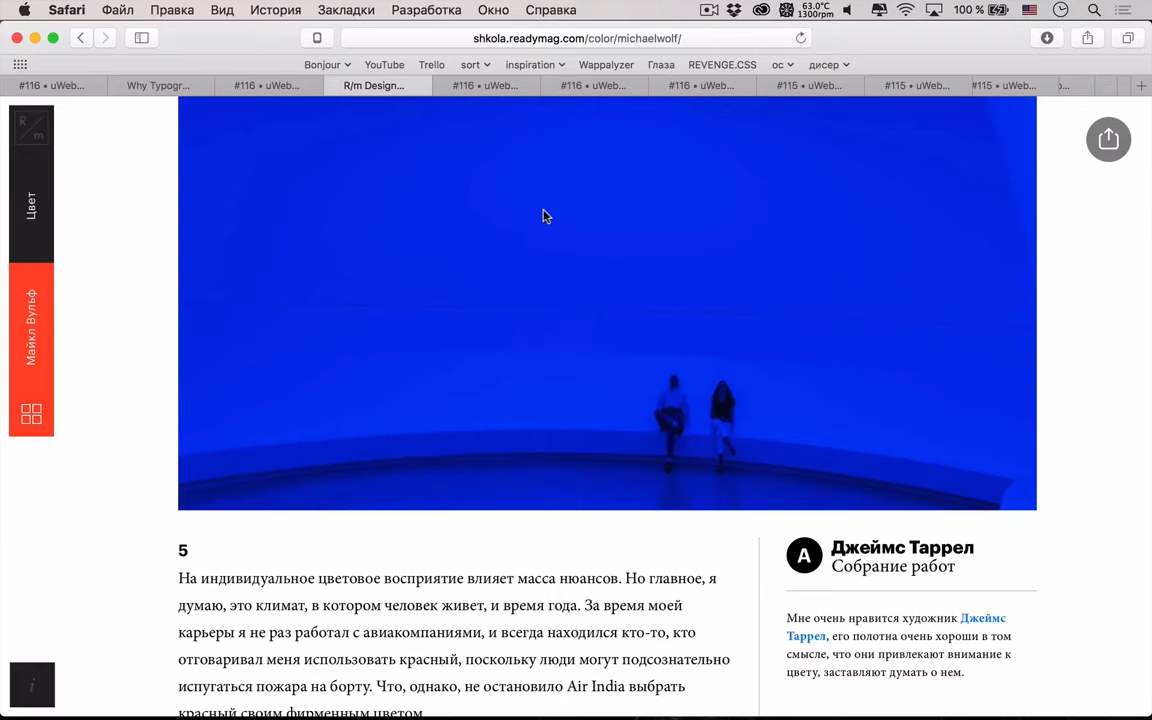 Safari Файл Правка Вид История Закладки Разработка Окно Справка 63.0°C 1300rpm 100 %
shkola.readymag.com/color/michaelwolf/
Bonjour YouTube Trello sort inspiration Wappalyzer Глаза REVENGE.CSS ос дисер
#116 • uWeb... Why Typogr... #116 • uWeb... R/m Design... #116 • uWeb... #116 • uWeb... #116 • uWeb... #115 • uWeb... #115 • uWeb... #115 • uWeb...
R/m
Цвет
Майкл Вульф
i
5
На индивидуальное цветовое восприятие влияет масса нюансов. Но главное, я
думаю, это климат, в котором человек живет, и время года. За время моей
карьеры я не раз работал с авиакомпаниями, и всегда находился кто-то, кто
отговаривал меня использовать красный, поскольку люди могут подсознательно
испугаться пожара на борту. Что, однако, не остановило Air India выбрать
красный своим фирменным цветом.
A
Джеймс Таррел
Собрание работ
Мне очень нравится художник Джеймс
Таррел, его полотна очень хороши в том
смысле, что они привлекают внимание к
цвету, заставляют думать о нем.